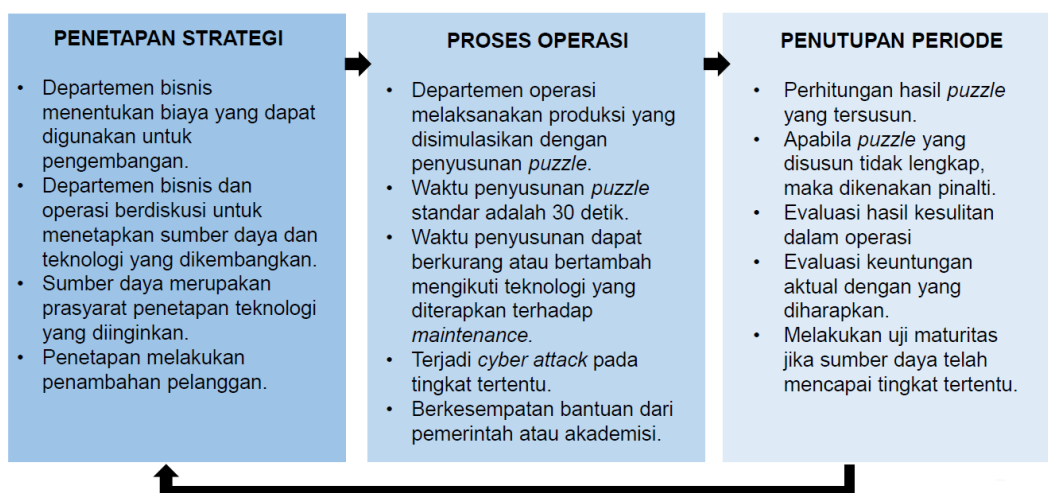 PENETAPAN STRATEGI
• Departemen bisnis
menentukan biaya yang dapat
digunakan untuk
pengembangan.
• Departemen bisnis dan
operasi berdiskusi untuk
menetapkan sumber daya dan
teknologi yang dikembangkan.
• Sumber daya merupakan
prasyarat penetapan teknologi
yang diinginkan.
• Penetapan melakukan
penambahan pelanggan.
PROSES OPERASI
• Departemen operasi
melaksanakan produksi yang
disimulasikan dengan
penyusunan puzzle.
• Waktu penyusunan puzzle
standar adalah 30 detik.
• Waktu penyusunan dapat
berkurang atau bertambah
mengikuti teknologi yang
diterapkan terhadap
maintenance.
• Terjadi cyber attack pada
tingkat tertentu.
• Berkesempatan bantuan dari
pemerintah atau akademisi.
PENUTUPAN PERIODE
• Perhitungan hasil puzzle
yang tersusun.
• Apabila puzzle yang
disusun tidak lengkap,
maka dikenakan pinalti.
• Evaluasi hasil kesulitan
dalam operasi
• Evaluasi keuntungan
aktual dengan yang
diharapkan.
• Melakukan uji maturitas
jika sumber daya telah
mencapai tingkat tertentu.